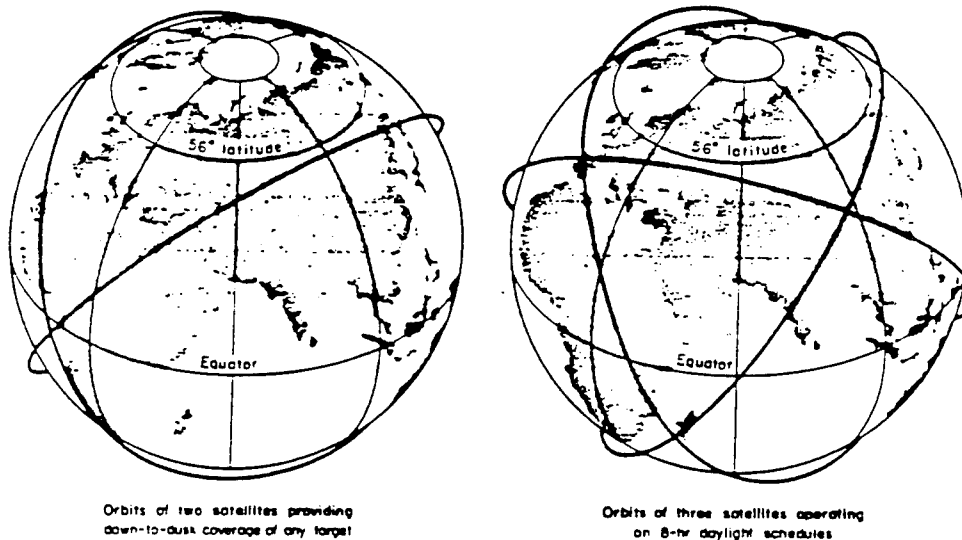 56° latitude
Equator
Orbits of two satellites providing
dawn-to-dusk coverage of any target
56° latitude
Equator
Orbits of three satellites operating
on 8-hr daylight schedules